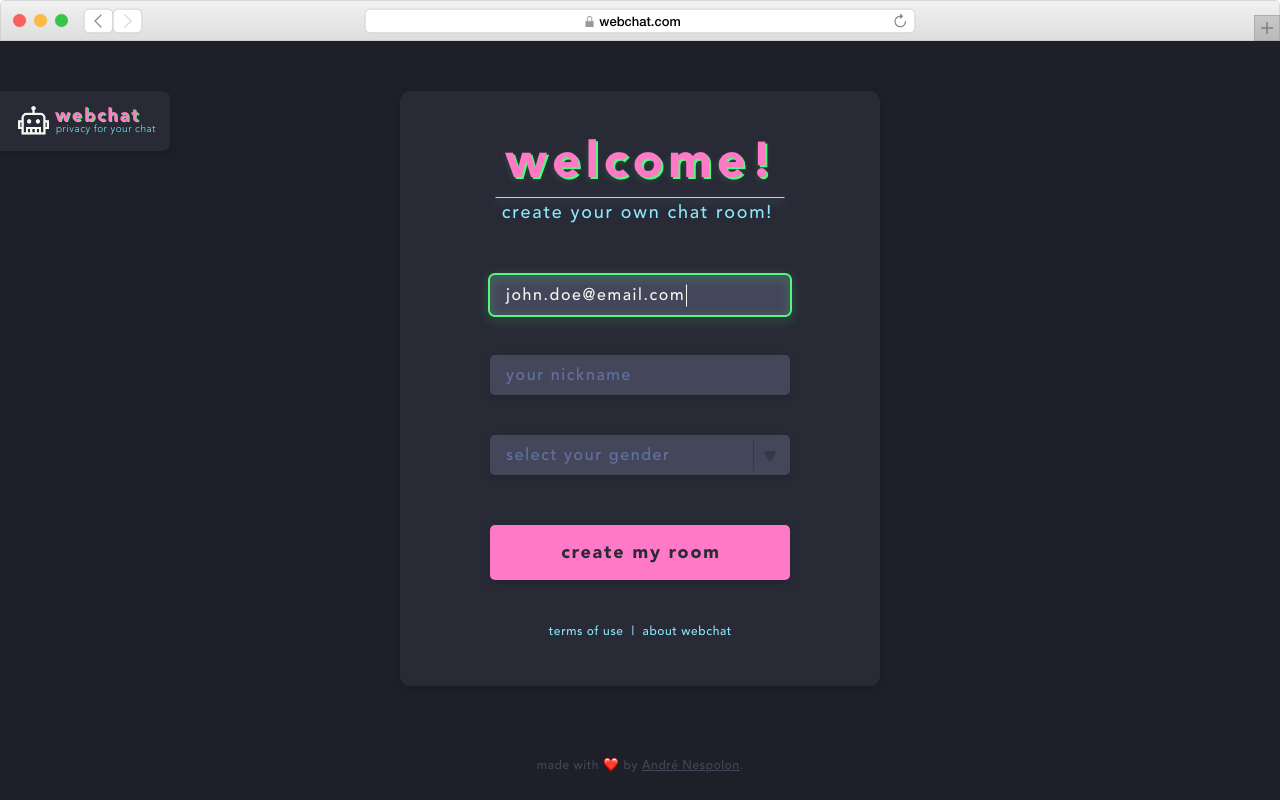 webchat.com
webchat
privacy for your chat
welcome!
create your own chat room!
john.doe@email.com
your nickname
select your gender
create my room
terms of use | about webchat
made with ❤️ by André Nespolon.